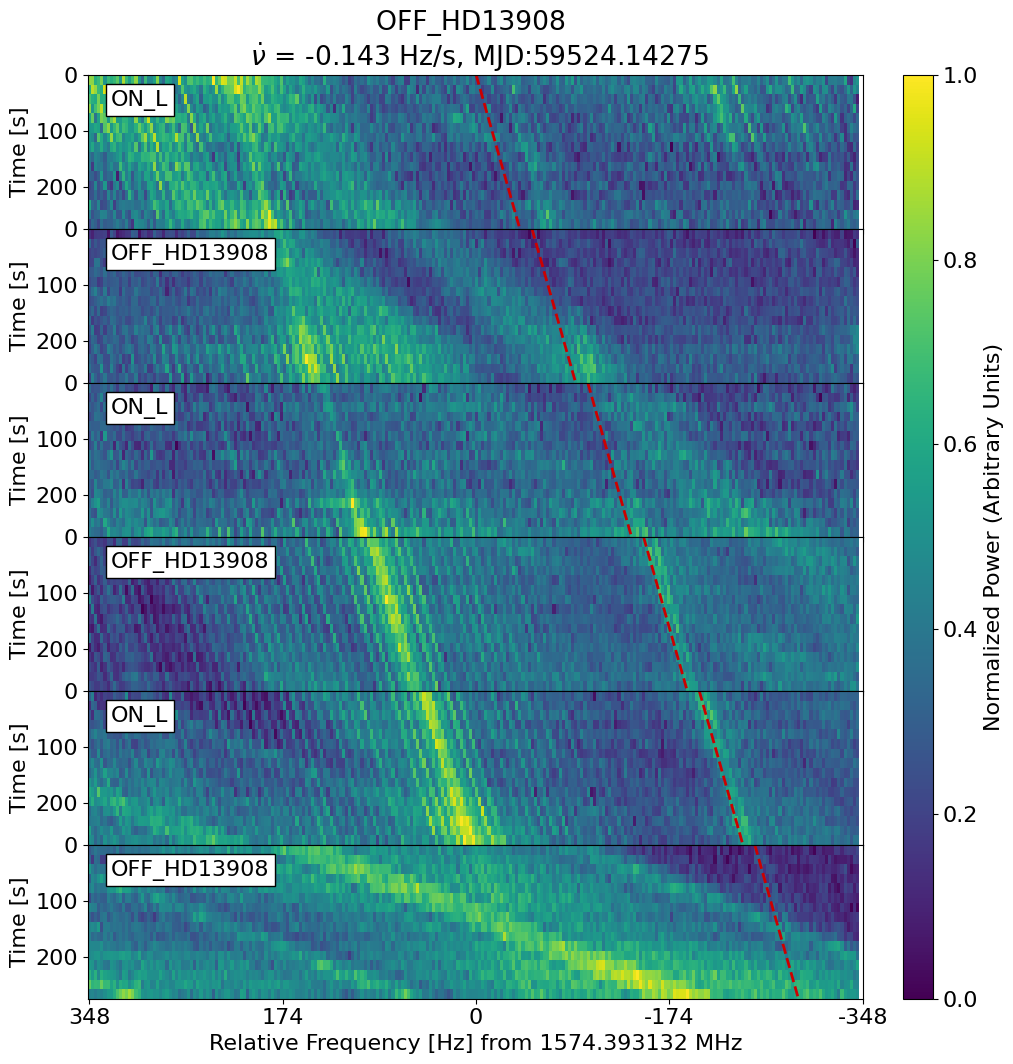 OFF_HD13908
ν̇ = -0.143 Hz/s, MJD:59524.14275
ON_L
OFF_HD13908
ON_L
OFF_HD13908
ON_L
OFF_HD13908
Time [s]
0
100
200
Time [s]
0
100
200
Time [s]
0
100
200
Time [s]
0
100
200
Time [s]
0
100
200
Time [s]
0
100
200
348
174
0
-174
-348
Relative Frequency [Hz] from 1574.393132 MHz
1.0
0.8
0.6
0.4
0.2
0.0
Normalized Power (Arbitrary Units)